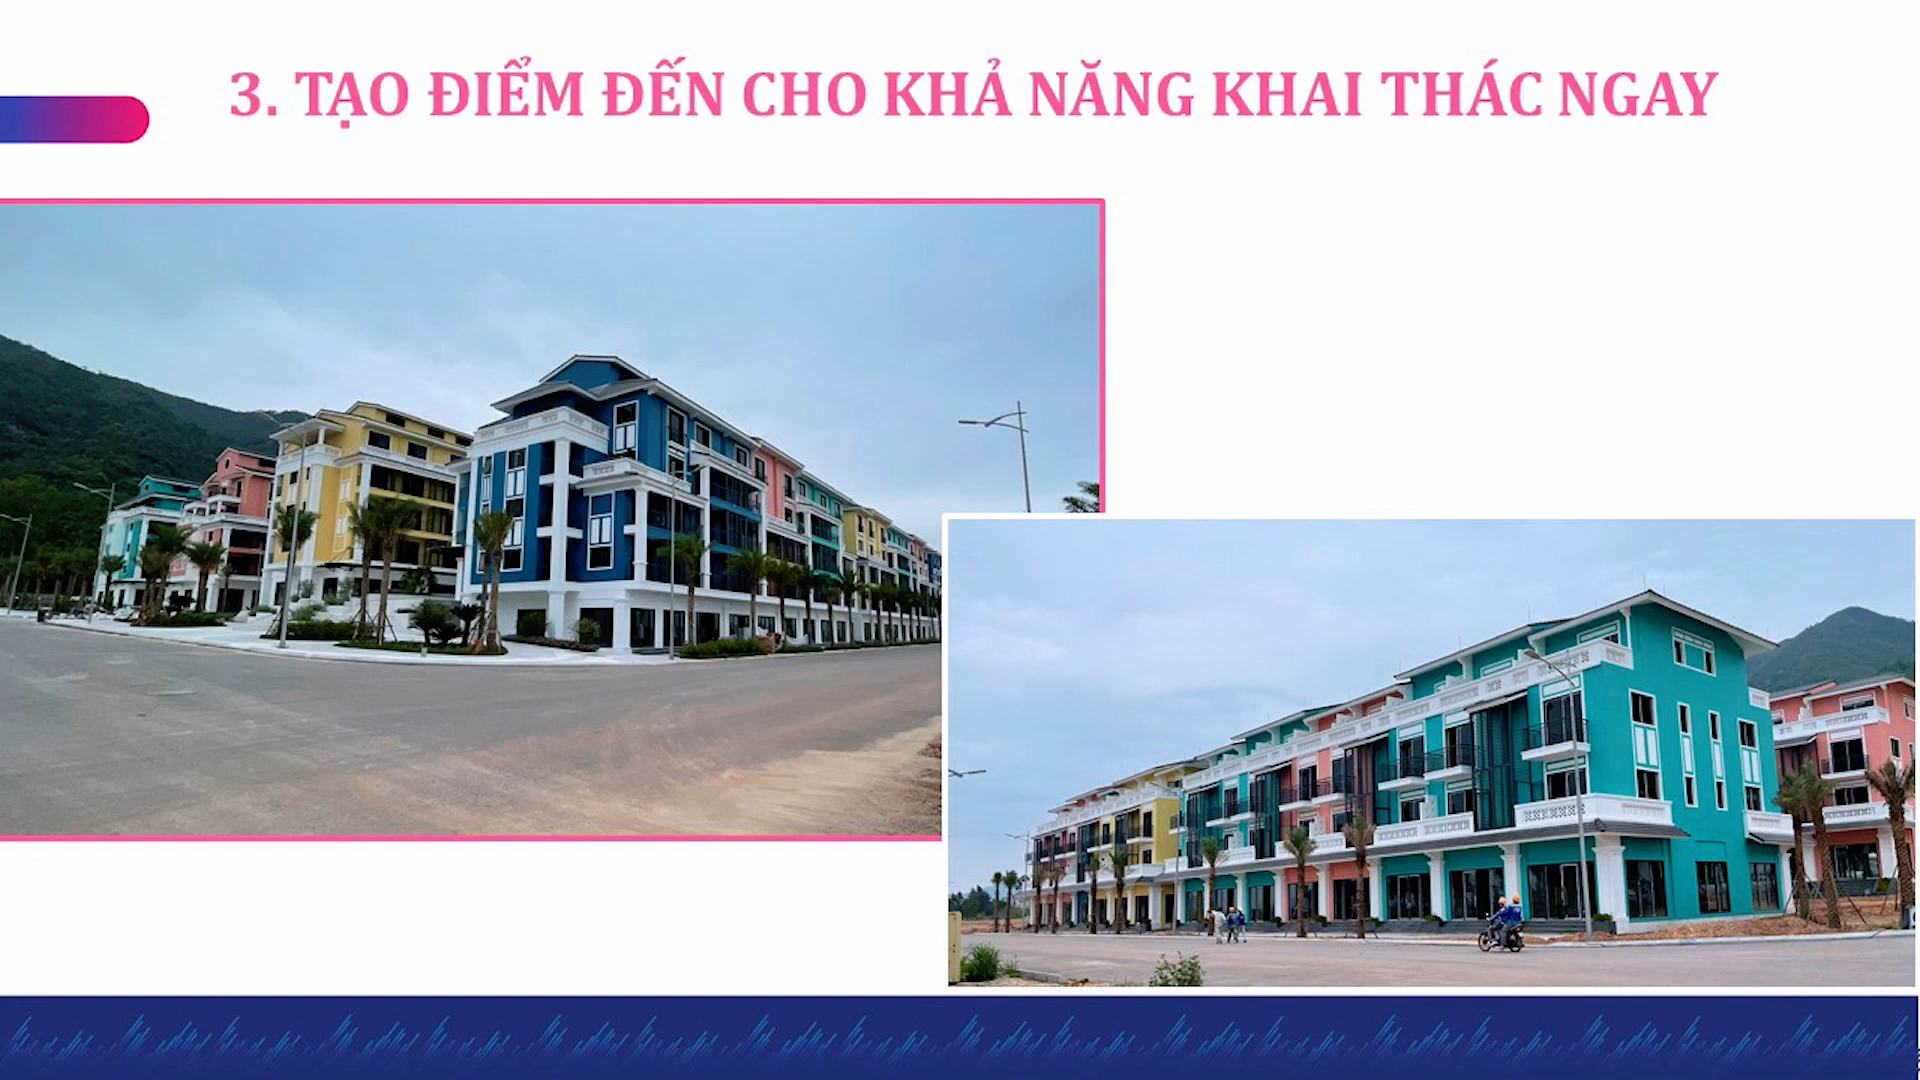 3. TẠO ĐIỂM ĐẾN CHO KHẢ NĂNG KHAI THÁC NGAY